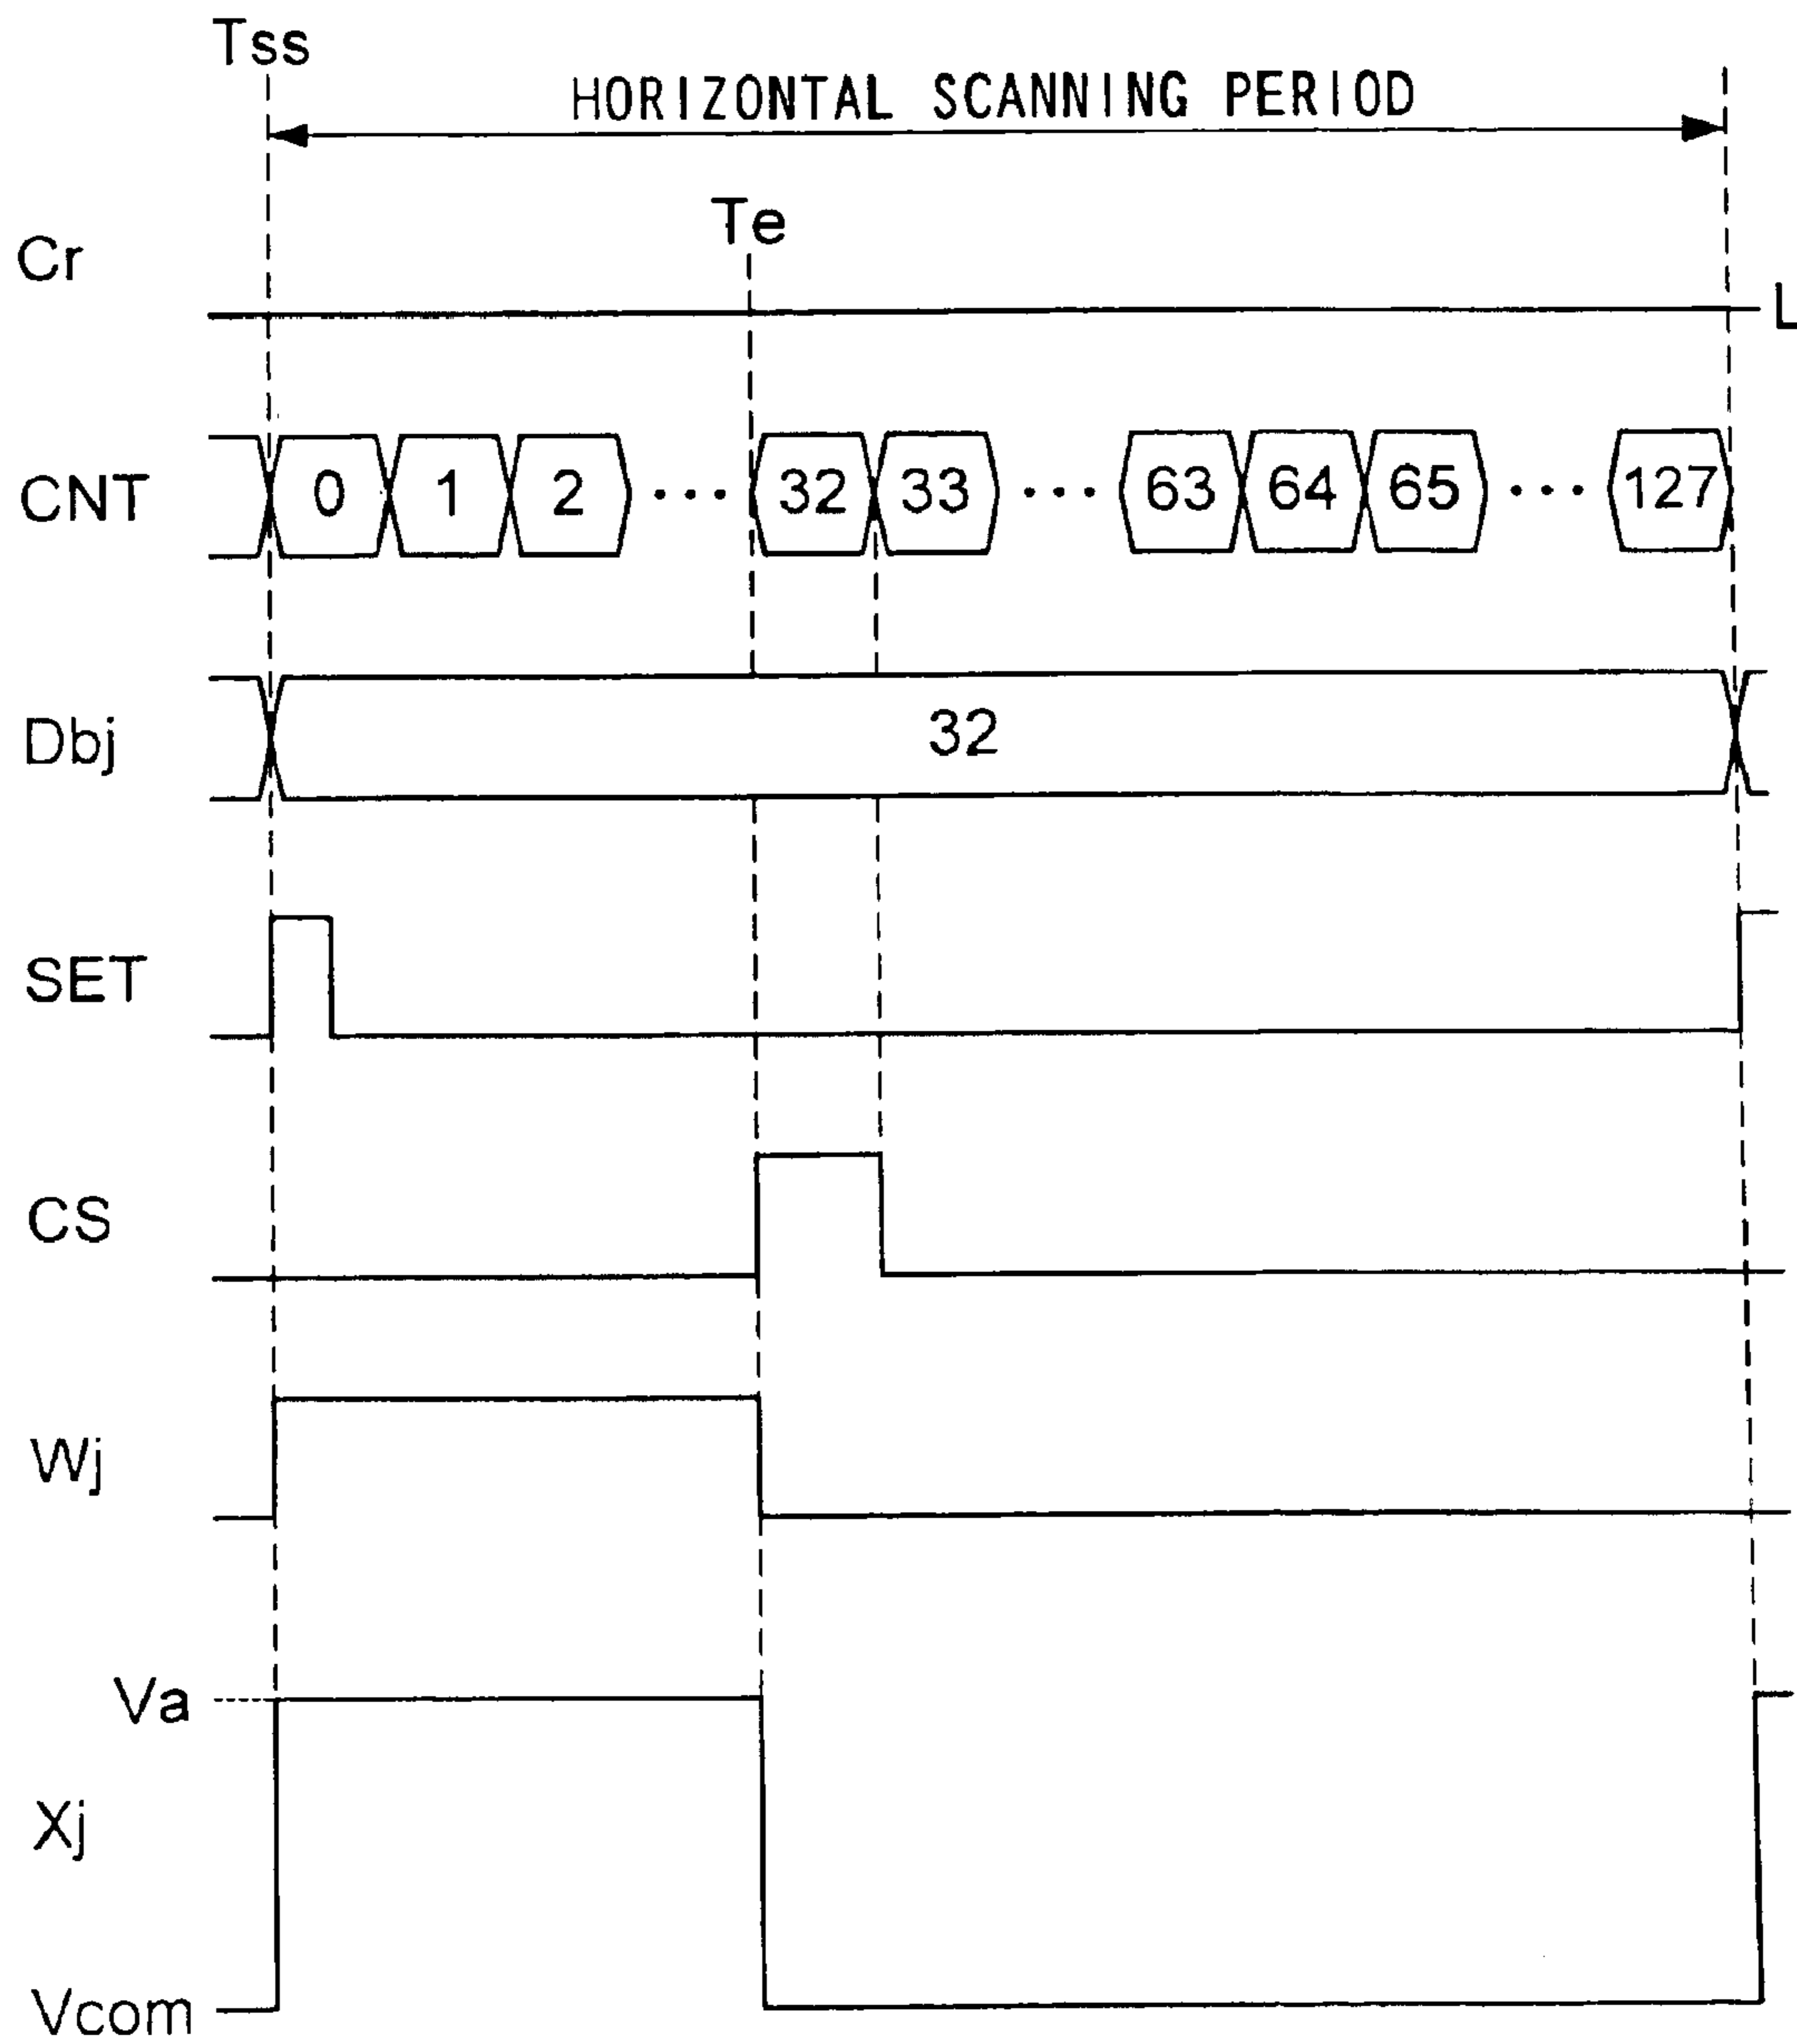 Tss
HORIZONTAL SCANNING PERIOD
Te
Cr
L
CNT 0 1 2 ··· 32 33 ··· 63 64 65 ··· 127
Dbj 32
SET
CS
Wj
Va
Xj
Vcom